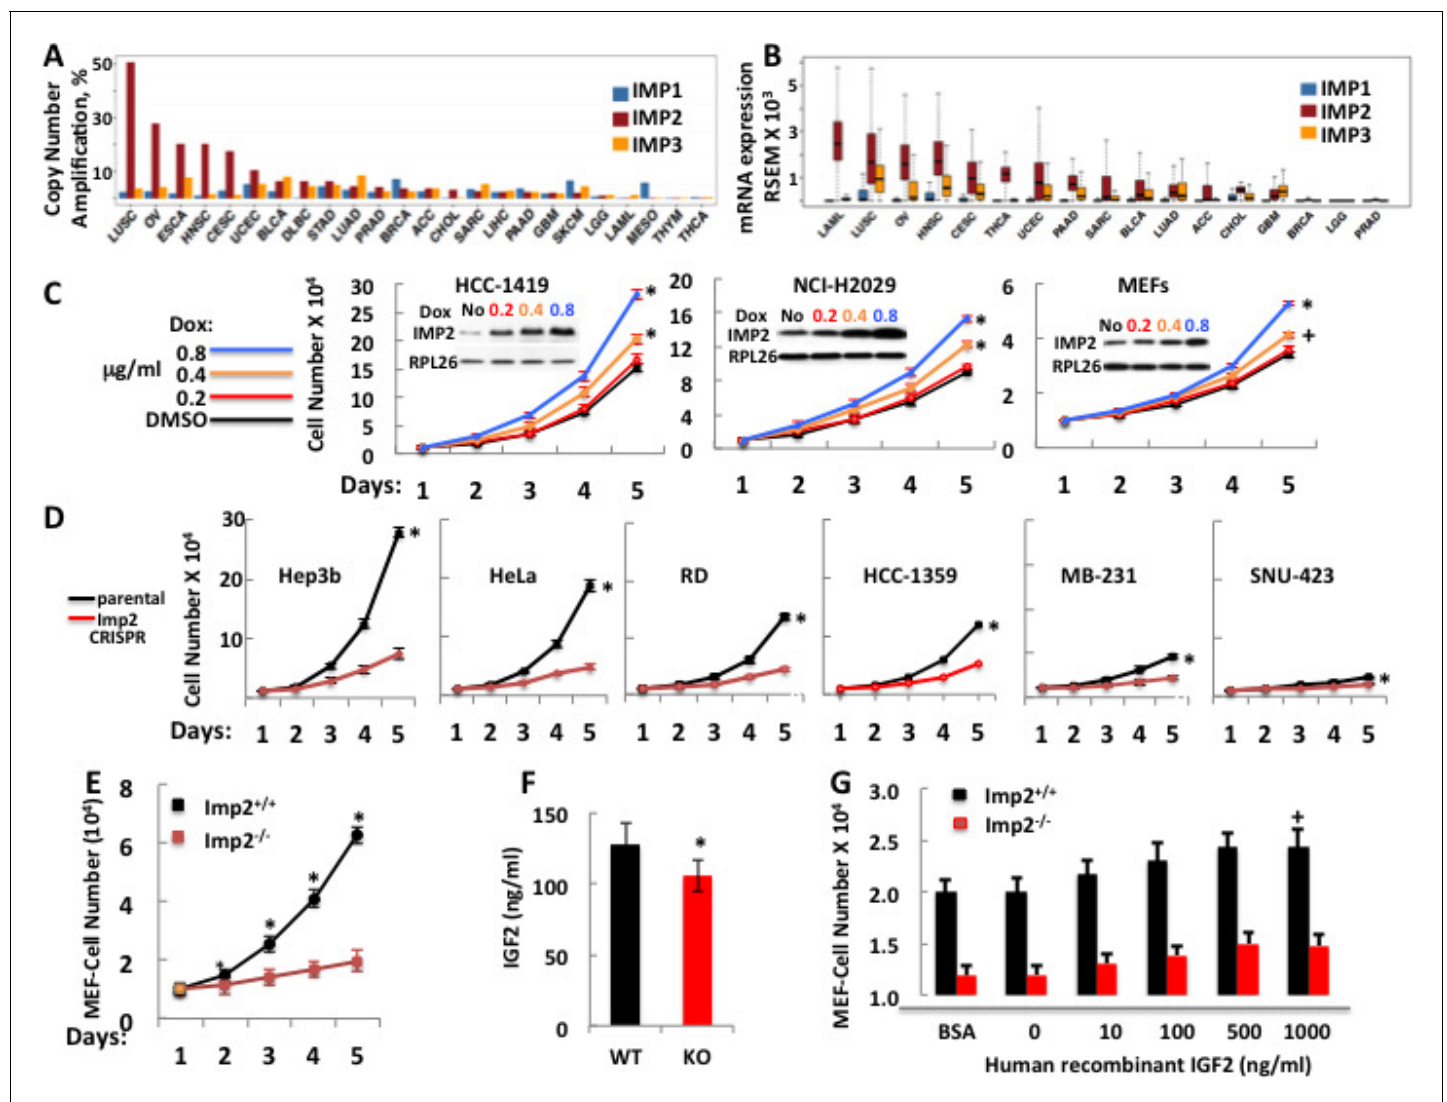 A
Copy Number
Amplification, %
50
30
10
IMP1
IMP2
IMP3
LUSC OV ESCA HNSC CESC UCEC BLCA DLBC STAD LUAD PRAD BRCA ACC CHOL SARC LIHC PAAD GBM SKCM LGG LAML MESO THYM THCA
B
mRNA expression
RSEM X 10³
5
3
1
IMP1
IMP2
IMP3
LAML LUSC OV HNSC CESC THCA UCEC PAAD SARC BLCA LUAD ACC CHOL GBM BRCA LGG PRAD
C
Dox:
µg/ml
0.8
0.4
0.2
DMSO
Cell Number X 10⁴
30
25
20
15
10
5
0
HCC-1419
Dox No 0.2 0.4 0.8
IMP2
RPL26
*
*
20
16
12
8
4
0
NCI-H2029
Dox No 0.2 0.4 0.8
IMP2
RPL26
*
*
6
4
2
0
MEFs
No 0.2 0.4 0.8
IMP2
RPL26
*
+
Days: 1 2 3 4 5 1 2 3 4 5 1 2 3 4 5
D
parental
Imp2
CRISPR
Cell Number X 10⁴
30
20
10
Hep3b *
HeLa *
RD *
HCC-1359 *
MB-231 *
SNU-423 *
Days: 1 2 3 4 5 1 2 3 4 5 1 2 3 4 5 1 2 3 4 5 1 2 3 4 5 1 2 3 4 5
E
MEF-Cell Number (10⁴)
8
6
4
2
0
Imp2+/+
Imp2-/-
* * * *
Days: 1 2 3 4 5
F
IGF2 (ng/ml)
150
100
50
0
*
WT KO
G
MEF-Cell Number X 10⁴
3.0
2.5
2.0
1.5
1.0
Imp2+/+
Imp2-/-
+
BSA 0 10 100 500 1000
Human recombinant IGF2 (ng/ml)